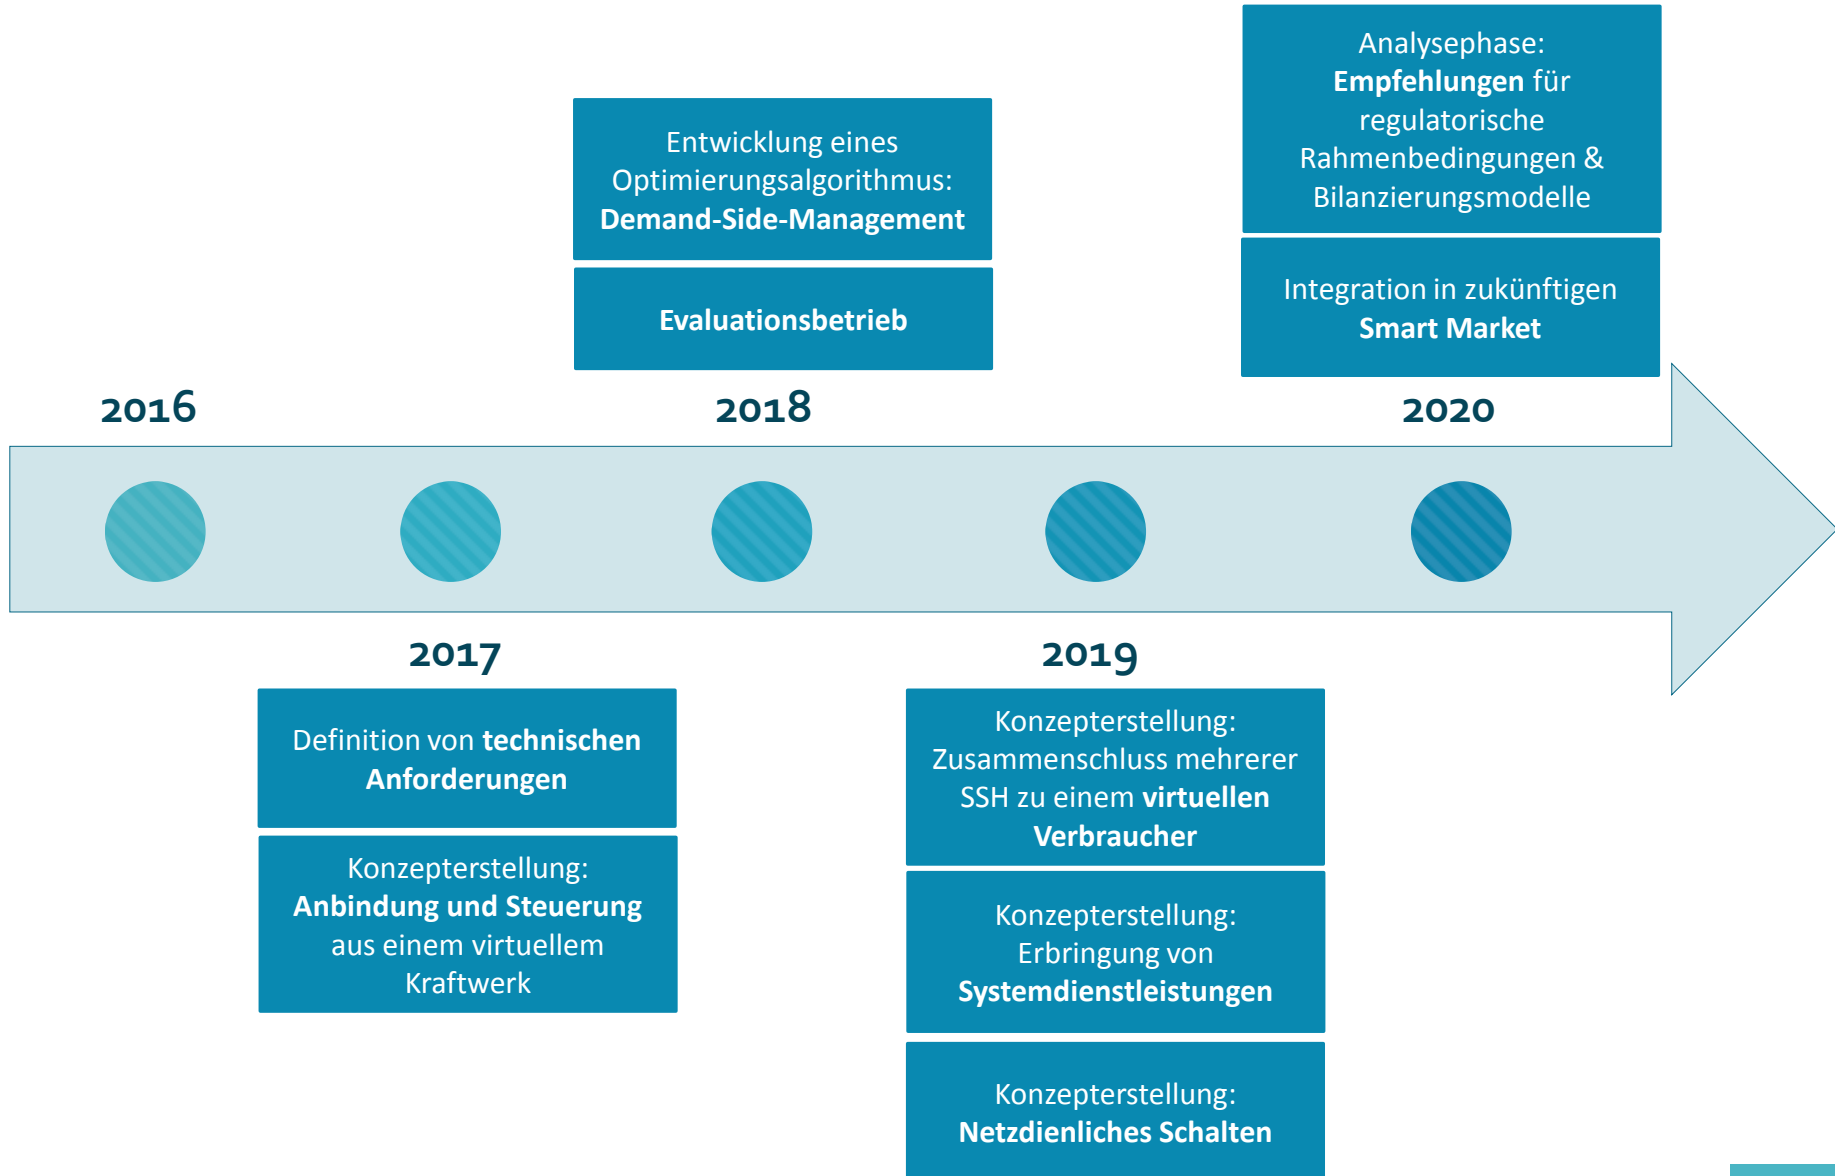 2016
2017
Definition von technischen
Anforderungen
Konzepterstellung:
Anbindung und Steuerung
aus einem virtuellem
Kraftwerk
Entwicklung eines
Optimierungsalgorithmus:
Demand-Side-Management
Evaluationsbetrieb
2018
2019
Konzepterstellung:
Zusammenschluss mehrerer
SSH zu einem virtuellen
Verbraucher
Konzepterstellung:
Erbringung von
Systemdienstleistungen
Konzepterstellung:
Netzdienliches Schalten
Analysephase:
Empfehlungen für
regulatorische
Rahmenbedingungen &
Bilanzierungsmodelle
Integration in zukünftigen
Smart Market
2020